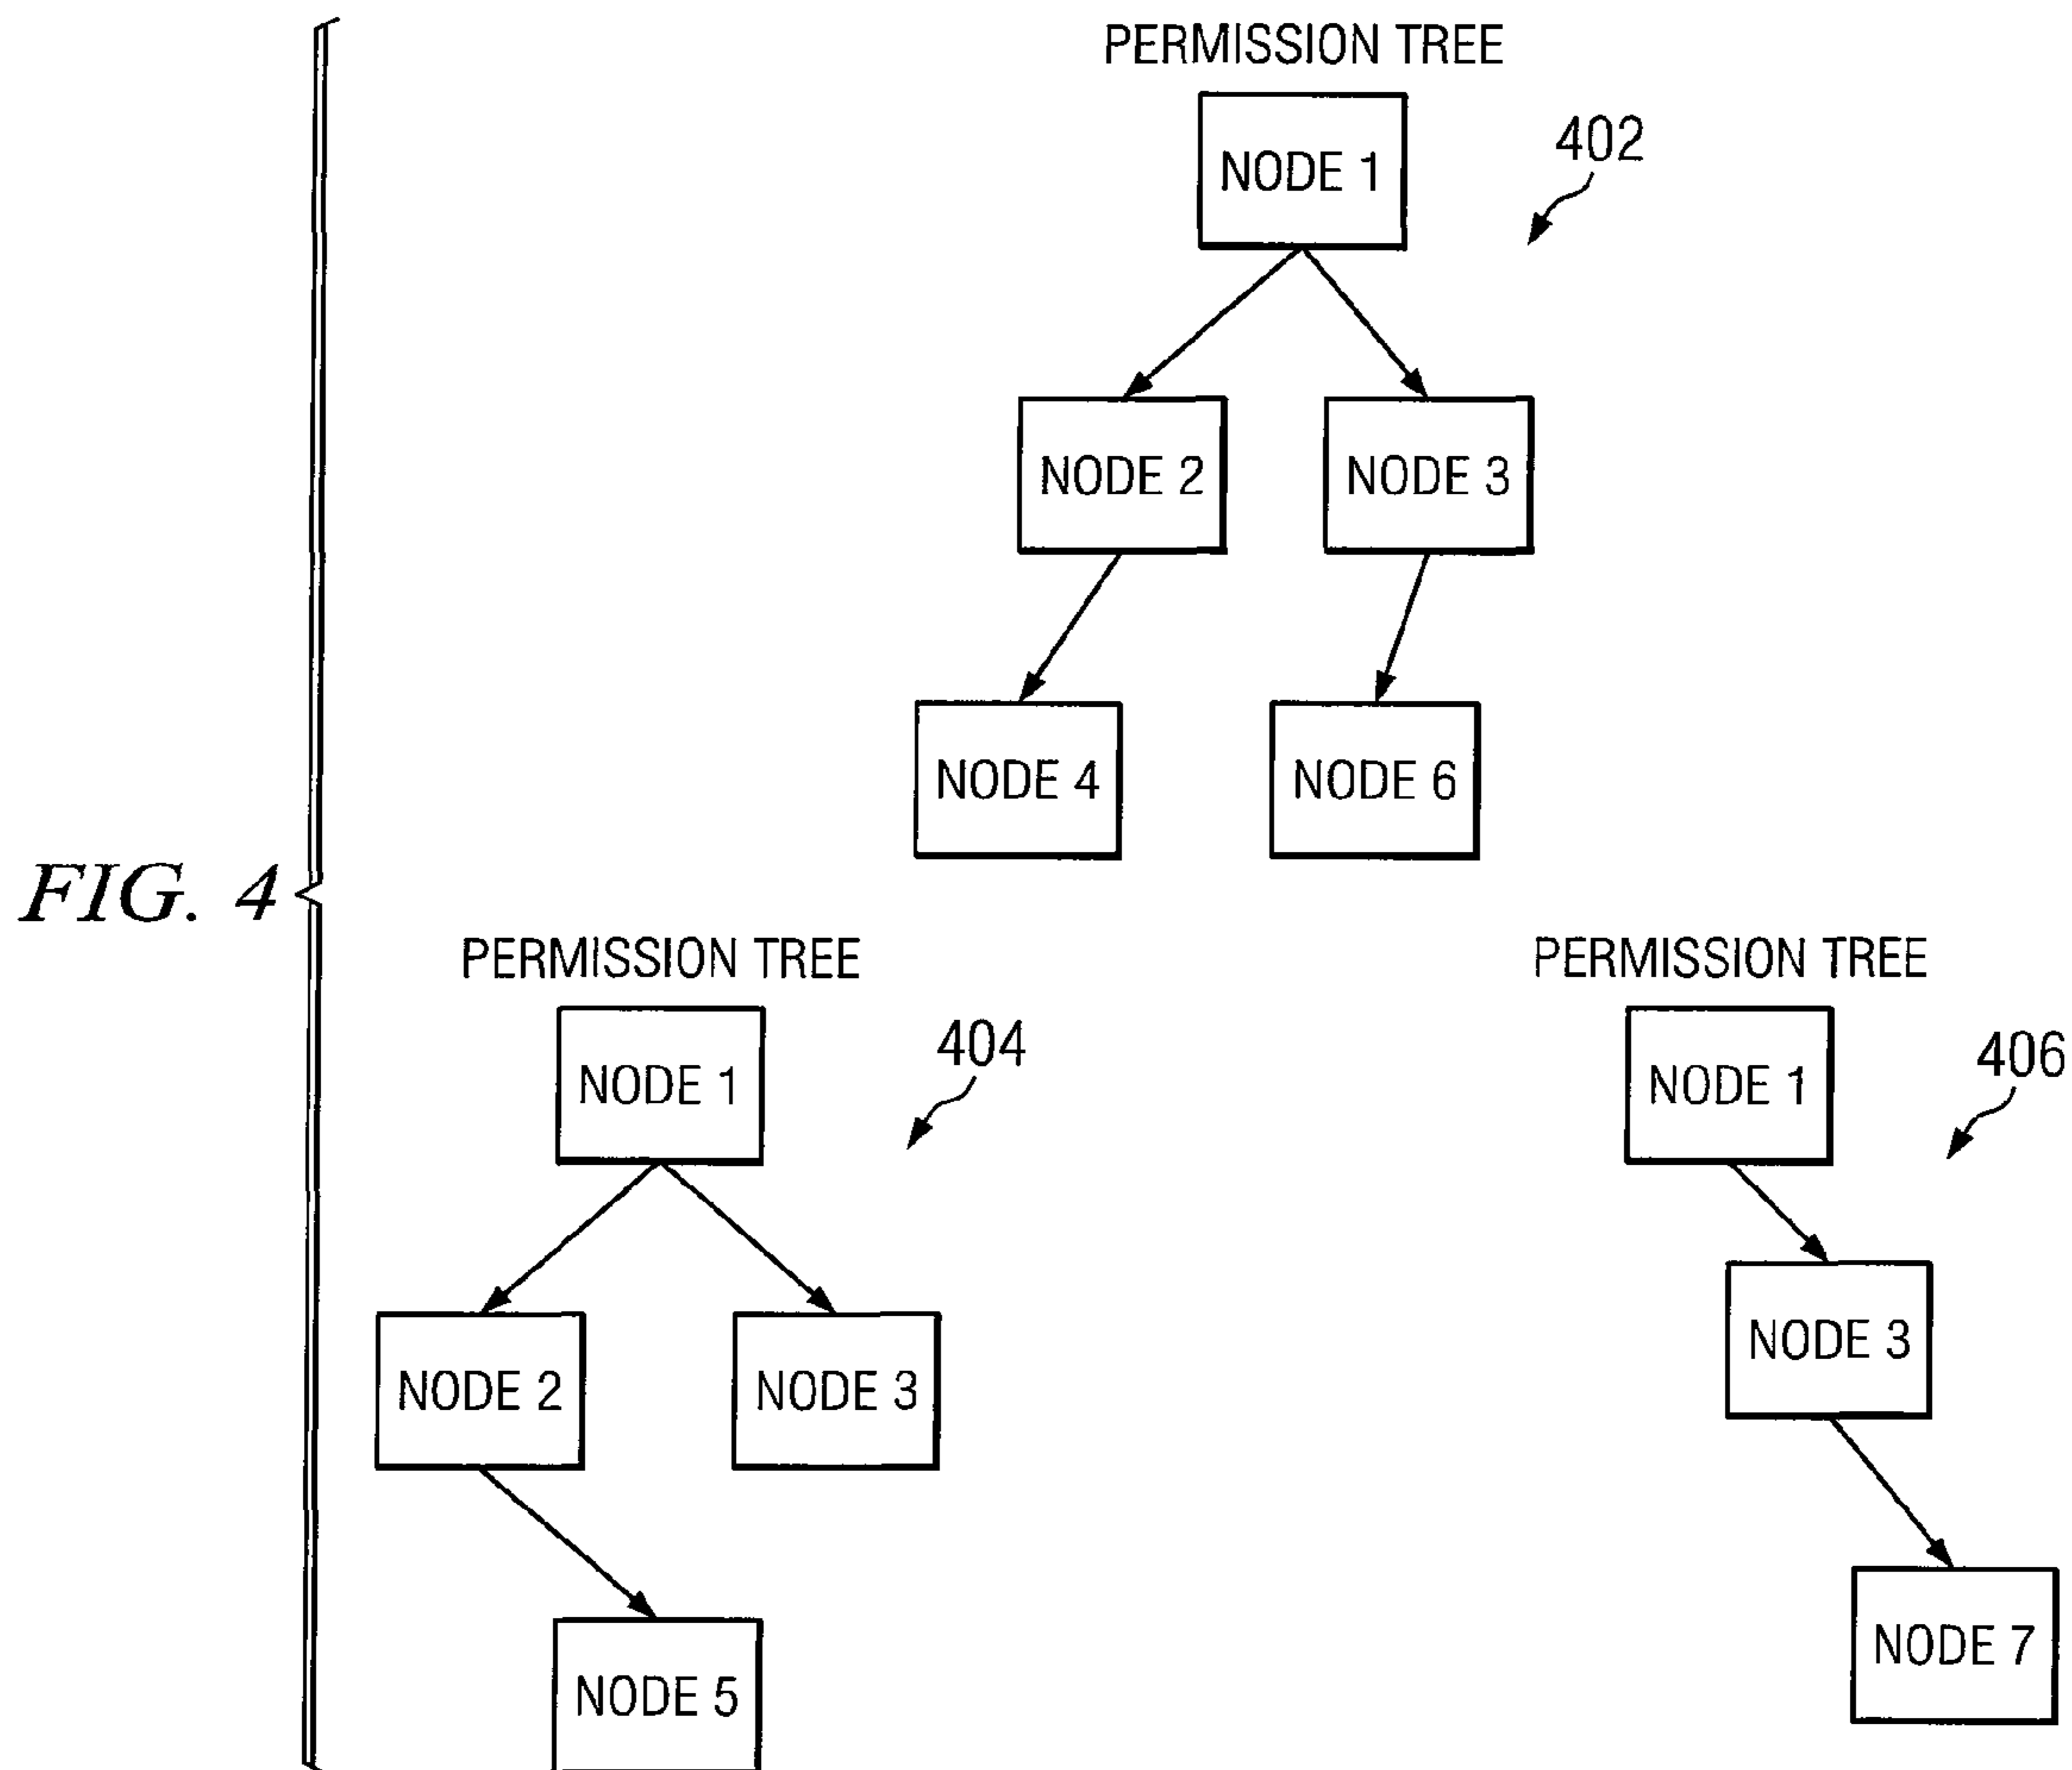 PERMISSION TREE
NODE 1
402
NODE 2
NODE 3
NODE 4
NODE 6
FIG. 4
PERMISSION TREE
NODE 1
404
NODE 2
NODE 3
NODE 5
PERMISSION TREE
NODE 1
406
NODE 3
NODE 7